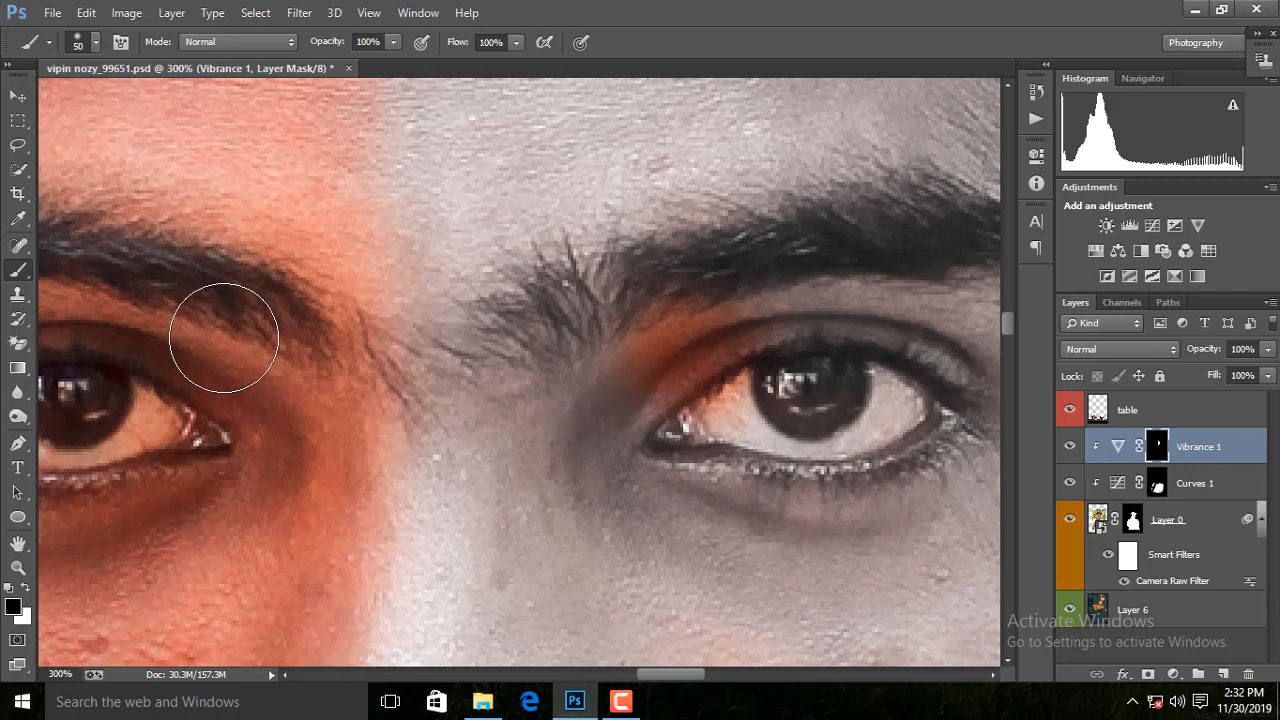 Ps File Edit Image Layer Type Select Filter 3D View Window Help
50 Mode: Normal Opacity: 100% Flow: 100% Photography
vipin nozy_99651.psd @ 300% (Vibrance 1, Layer Mask/8) * ×
Histogram Navigator
Adjustments
Add an adjustment
Layers Channels Paths
Kind
Normal Opacity: 100%
Lock: Fill: 100%
table
Vibrance 1
Curves 1
Layer 0
Smart Filters
Camera Raw Filter
Layer 6
Activate Windows
Go to Settings to activate Windows.
300% Doc: 30.3M/157.3M
Search the web and Windows
2:32 PM
11/30/2019